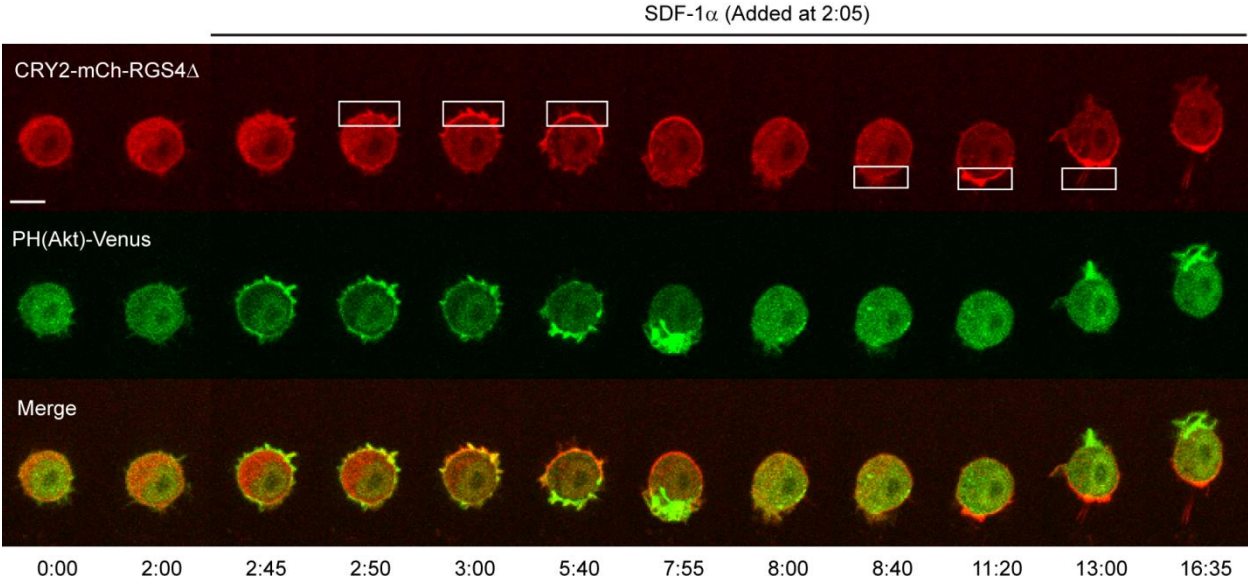 SDF-1α (Added at 2:05)
CRY2-mCh-RGS4Δ
PH(Akt)-Venus
Merge
0:00 2:00 2:45 2:50 3:00 5:40 7:55 8:00 8:40 11:20 13:00 16:35